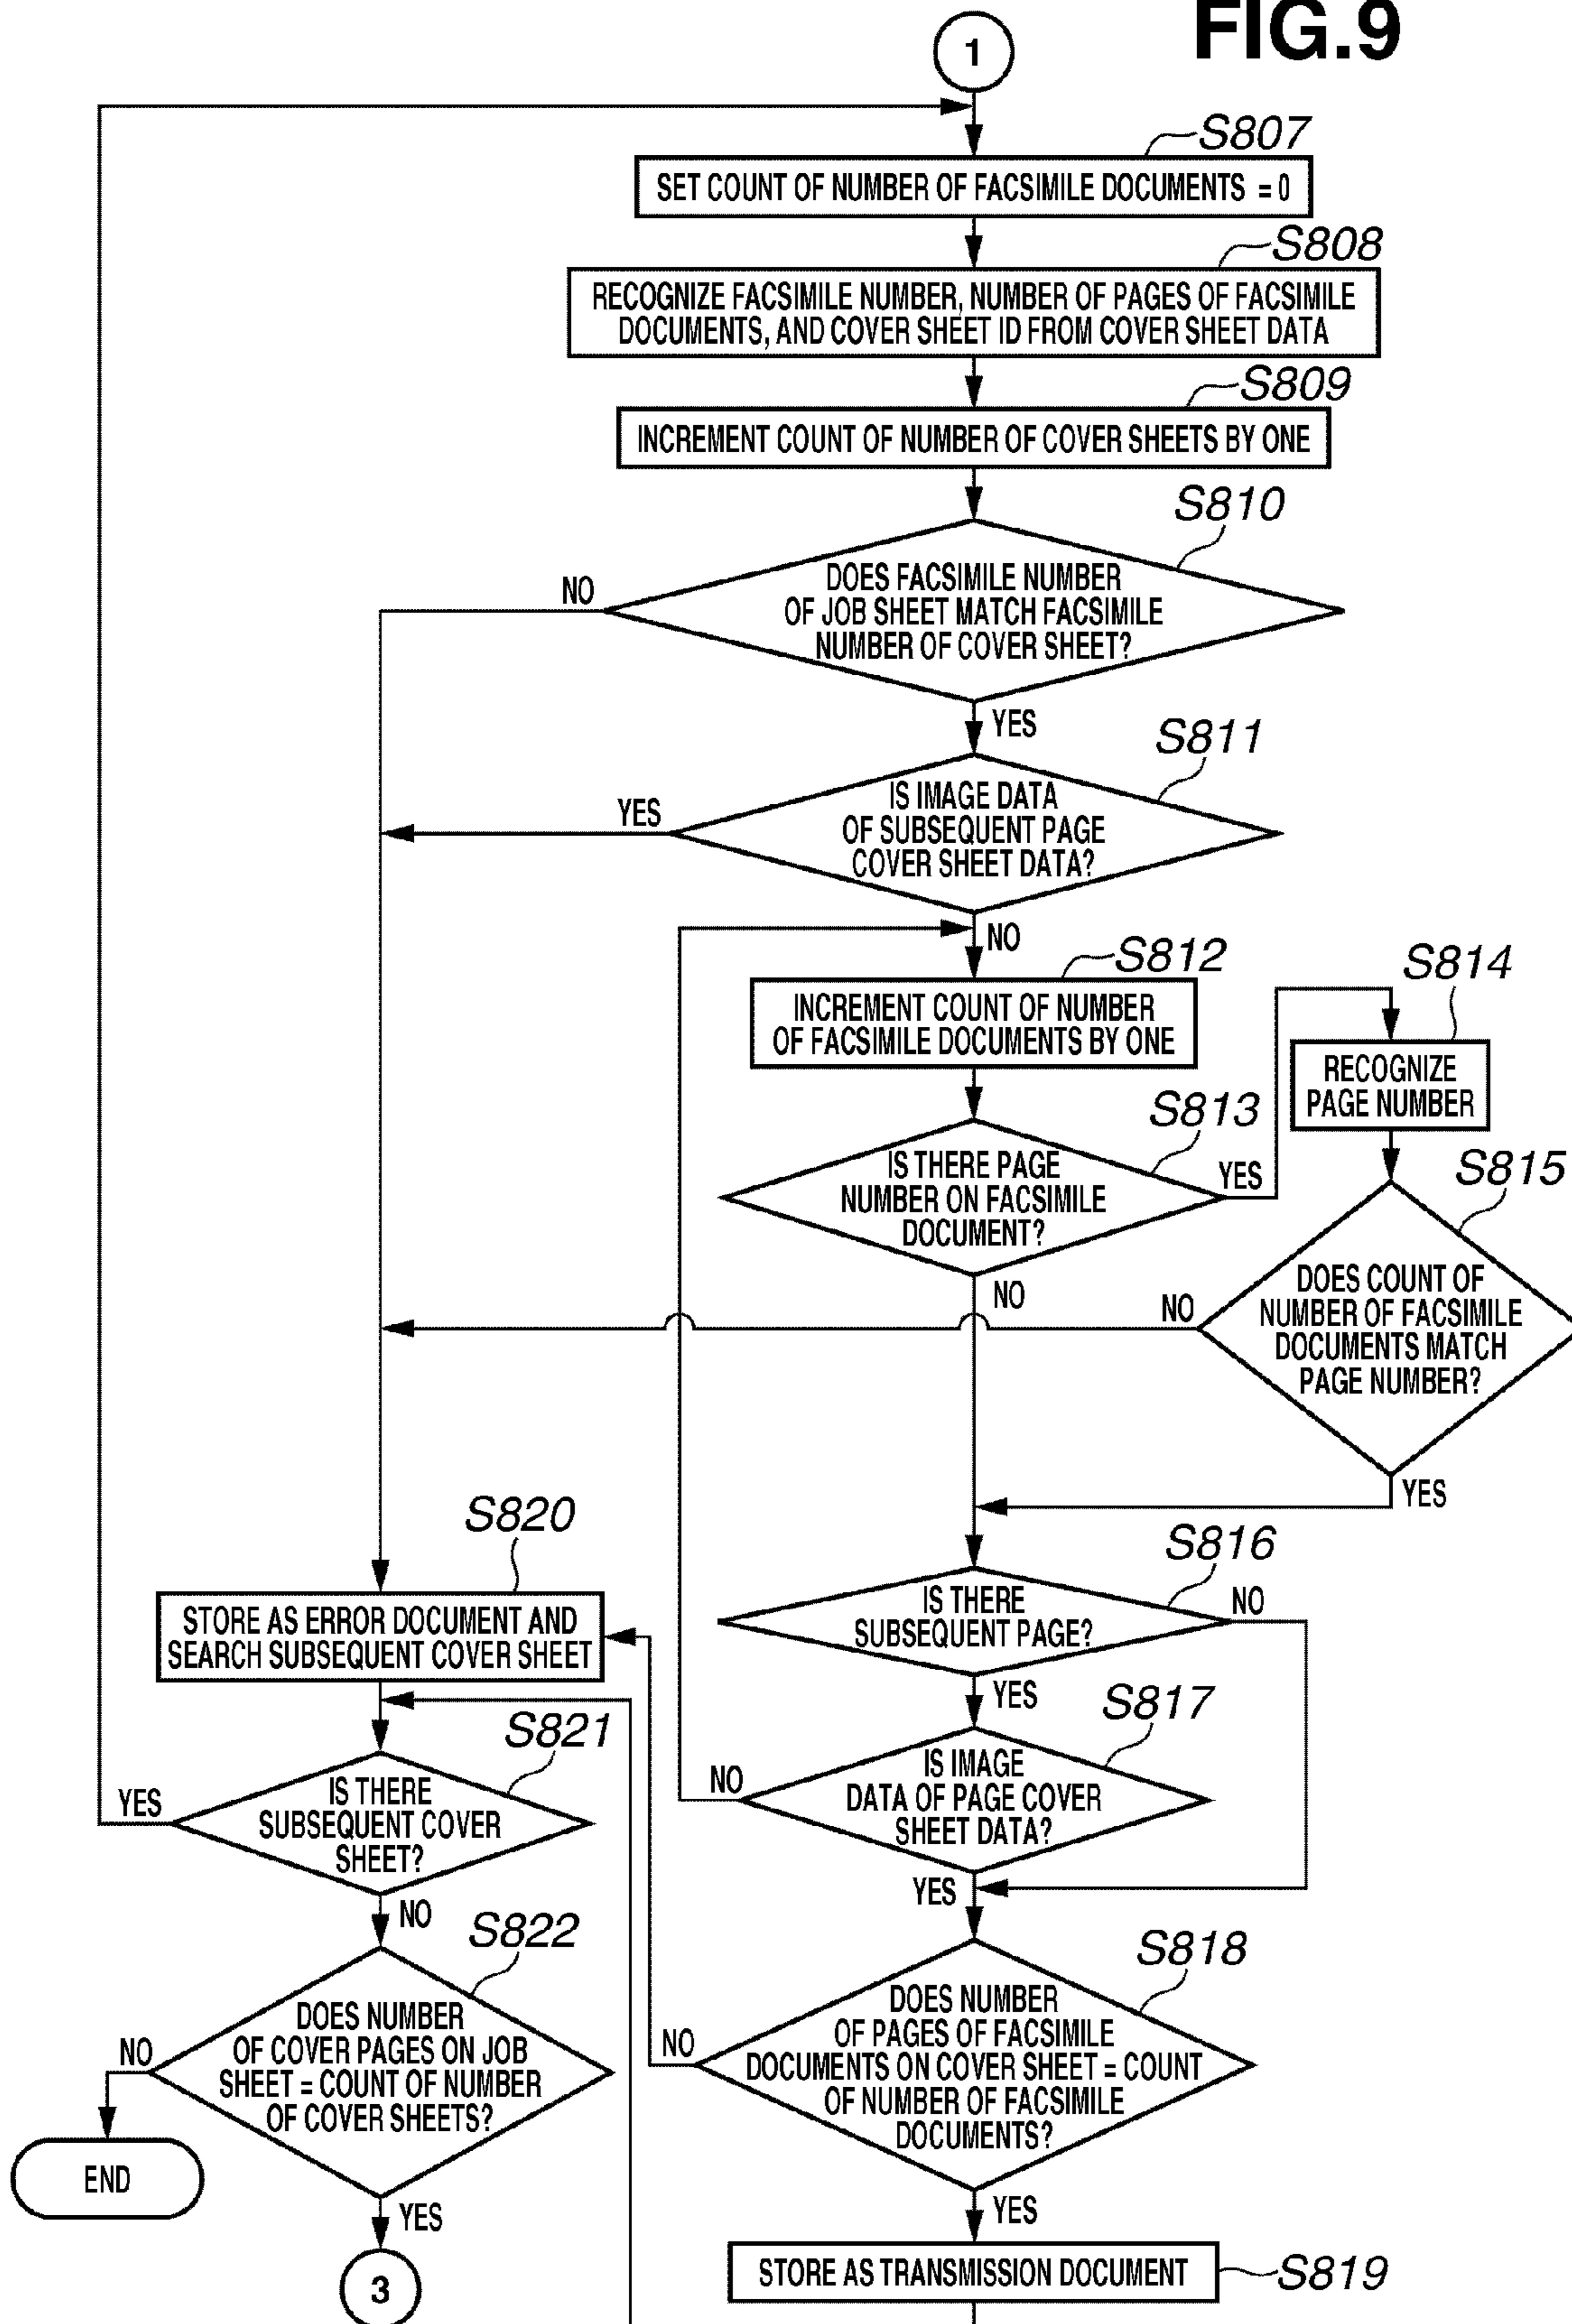 FIG.9
1
S807
SET COUNT OF NUMBER OF FACSIMILE DOCUMENTS = 0
S808
RECOGNIZE FACSIMILE NUMBER, NUMBER OF PAGES OF FACSIMILE
DOCUMENTS, AND COVER SHEET ID FROM COVER SHEET DATA
S809
INCREMENT COUNT OF NUMBER OF COVER SHEETS BY ONE
S810
DOES FACSIMILE NUMBER
OF JOB SHEET MATCH FACSIMILE
NUMBER OF COVER SHEET?
NO
YES
S811
IS IMAGE DATA
OF SUBSEQUENT PAGE
COVER SHEET DATA?
YES
NO
S812
INCREMENT COUNT OF NUMBER
OF FACSIMILE DOCUMENTS BY ONE
S813
IS THERE PAGE
NUMBER ON FACSIMILE
DOCUMENT?
YES
NO
S814
RECOGNIZE
PAGE NUMBER
S815
DOES COUNT OF
NUMBER OF FACSIMILE
DOCUMENTS MATCH
PAGE NUMBER?
NO
YES
S816
IS THERE
SUBSEQUENT PAGE?
NO
YES
S817
IS IMAGE
DATA OF PAGE COVER
SHEET DATA?
NO
YES
S818
DOES NUMBER
OF PAGES OF FACSIMILE
DOCUMENTS ON COVER SHEET = COUNT
OF NUMBER OF FACSIMILE
DOCUMENTS?
NO
YES
STORE AS TRANSMISSION DOCUMENT
S819
S820
STORE AS ERROR DOCUMENT AND
SEARCH SUBSEQUENT COVER SHEET
S821
IS THERE
SUBSEQUENT COVER
SHEET?
YES
NO
S822
DOES NUMBER
OF COVER PAGES ON JOB
SHEET = COUNT OF NUMBER
OF COVER SHEETS?
NO
END
YES
3